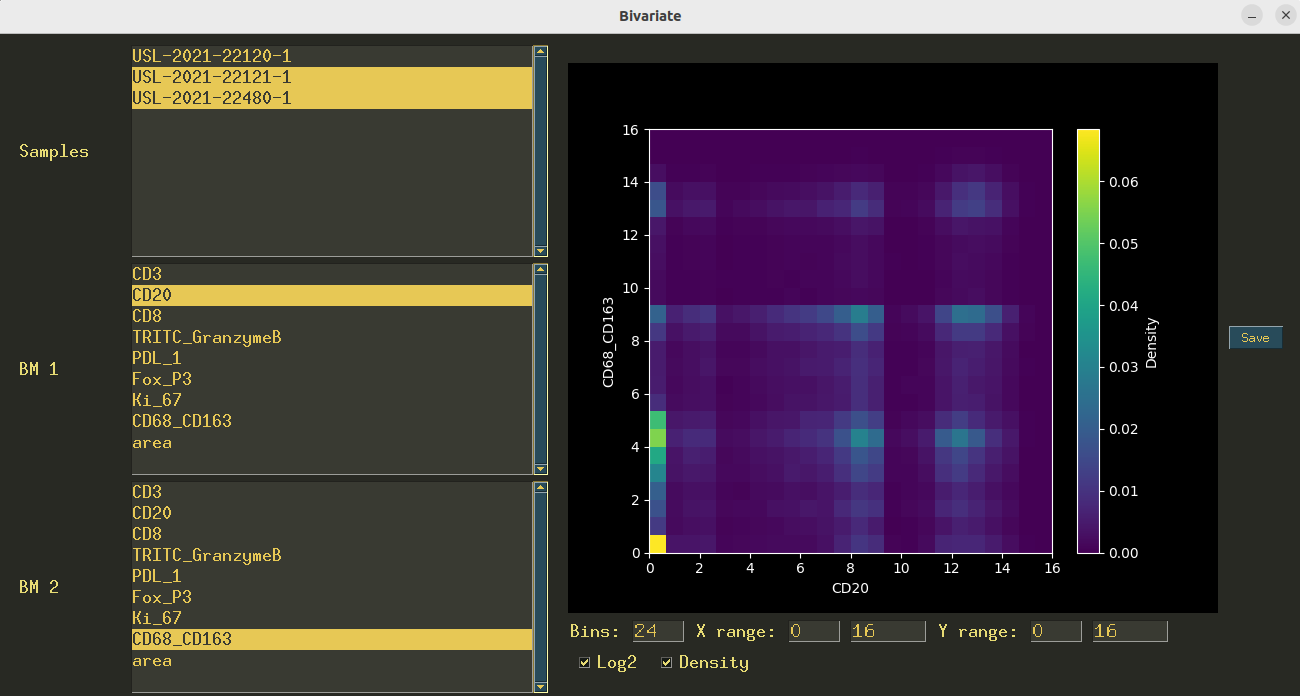 Bivariate
Samples
USL-2021-22120-1
USL-2021-22121-1
USL-2021-22480-1
BM 1
CD3
CD20
CD8
TRITC_GranzymeB
PDL_1
Fox_P3
Ki_67
CD68_CD163
area
BM 2
CD3
CD20
CD8
TRITC_GranzymeB
PDL_1
Fox_P3
Ki_67
CD68_CD163
area
16
14
12
10
8
6
4
2
0
CD68_CD163
0 2 4 6 8 10 12 14 16
CD20
0.06
0.05
0.04
0.03
0.02
0.01
0.00
Density
Save
Bins: 24 X range: 0 16 Y range: 0 16
Log2 Density